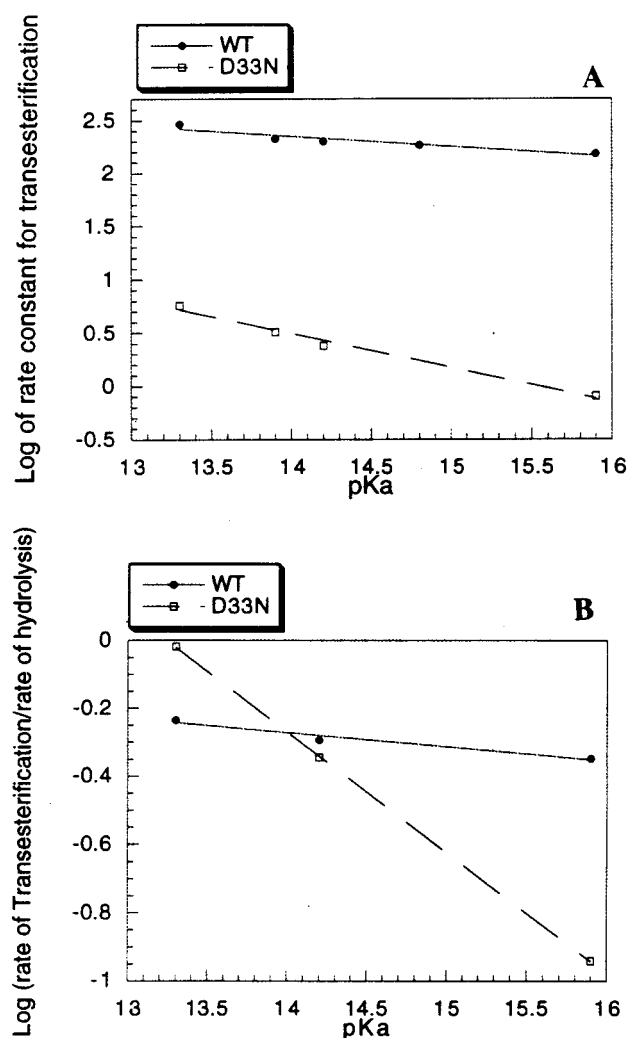 WT
D33N
A
Log of rate constant for transesterification
2.5
2
1.5
1
0.5
0
-0.5
13 13.5 14 14.5 15 15.5 16
pKa
WT
D33N
B
Log (rate of Transesterification/rate of hydrolysis)
0
-0.2
-0.4
-0.6
-0.8
-1
13 13.5 14 14.5 15 15.5 16
pKa